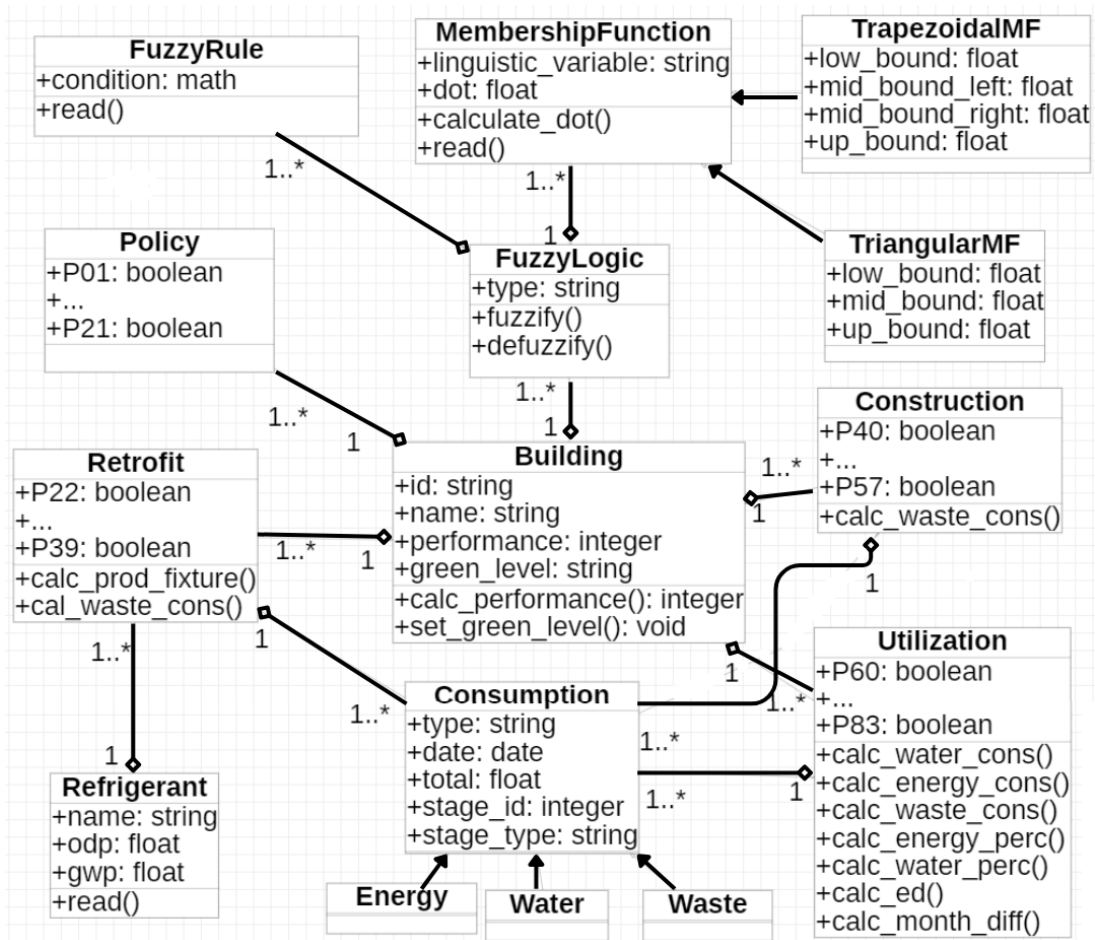 FuzzyRule
+condition: math
+read()
MembershipFunction
+linguistic_variable: string
+dot: float
+calculate_dot()
+read()
TrapezoidalMF
+low_bound: float
+mid_bound_left: float
+mid_bound_right: float
+up_bound: float
1..*
1..*
1
Policy
+P01: boolean
+...
+P21: boolean
FuzzyLogic
+type: string
+fuzzify()
+defuzzify()
TriangularMF
+low_bound: float
+mid_bound: float
+up_bound: float
1..*
1
1..*
1
Construction
+P40: boolean
+...
+P57: boolean
+calc_waste_cons()
1..*
1
1
Retrofit
+P22: boolean
+...
+P39: boolean
+calc_prod_fixture()
+cal_waste_cons()
1..*
1
Building
+id: string
+name: string
+performance: integer
+green_level: string
+calc_performance(): integer
+set_green_level(): void
1
1..*
1
1..*
1..*
1
Utilization
+P60: boolean
+...
+P83: boolean
+calc_water_cons()
+calc_energy_cons()
+calc_waste_cons()
+calc_energy_perc()
+calc_water_perc()
+calc_ed()
+calc_month_diff()
Consumption
+type: string
+date: date
+total: float
+stage_id: integer
+stage_type: string
1..*
1..*
1
Refrigerant
+name: string
+odp: float
+gwp: float
+read()
Energy
Water
Waste